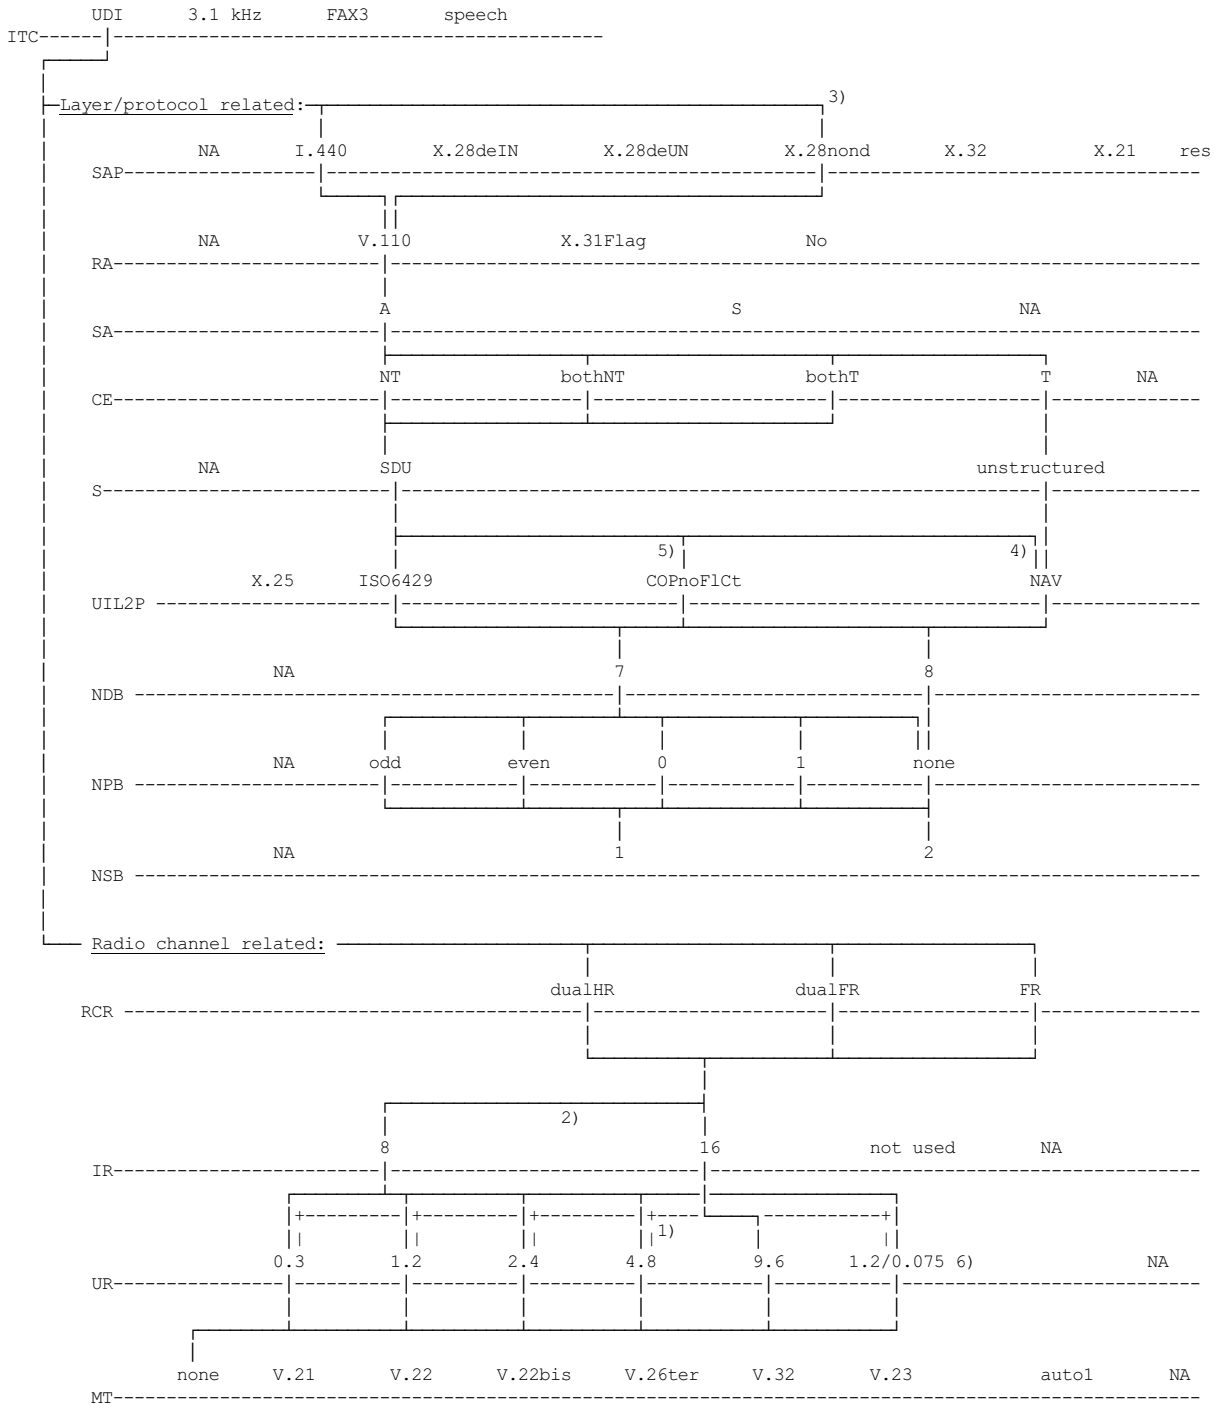 UDI 3.1 kHz FAX3 speech
ITC
Layer/protocol related: 3)
NA I.440 X.28deIN X.28deUN X.28nond X.32 X.21 res
SAP
NA V.110 X.31Flag No
RA
A S NA
SA
NT bothNT bothT T NA
CE
NA SDU unstructured
S
5) 4)
X.25 ISO6429 COPnoFlCt NAV
UIL2P
NA 7 8
NDB
NA odd even 0 1 none
NPB
NA 1 2
NSB
Radio channel related:
dualHR dualFR FR
RCR
2)
8 16 not used NA
IR
1)
0.3 1.2 2.4 4.8 9.6 1.2/0.075 6) NA
UR
none V.21 V.22 V.22bis V.26ter V.32 V.23 auto1 NA
MT